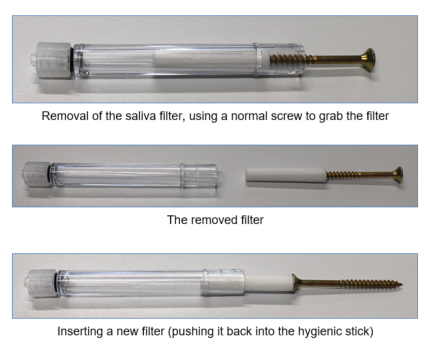 Removal of the saliva filter, using a normal screw to grab the filter
The removed filter
Inserting a new filter (pushing it back into the hygienic stick)